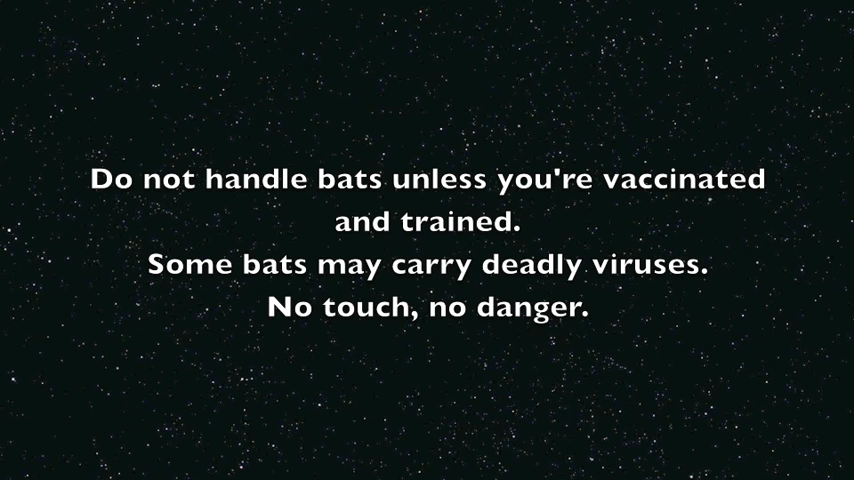 Do not handle bats unless you're vaccinated
and trained.
Some bats may carry deadly viruses.
No touch, no danger.